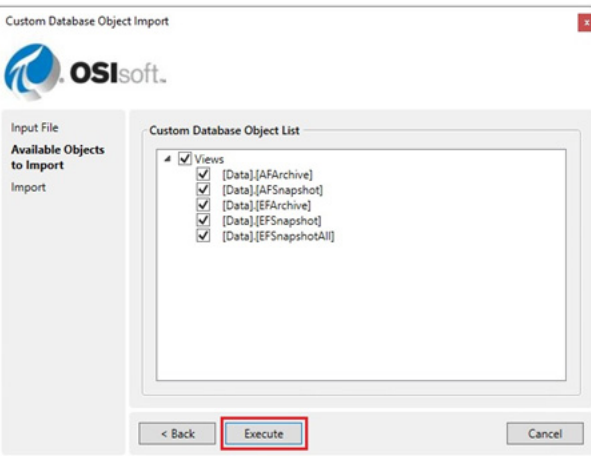 Custom Database Object Import
x
OSIsoft.
Input File
Available Objects
to Import
Import
Custom Database Object List
Views
[Data].[AFArchive]
[Data].[AFSnapshot]
[Data].[EFArchive]
[Data].[EFSnapshot]
[Data].[EFSnapshotAll]
< Back
Execute
Cancel